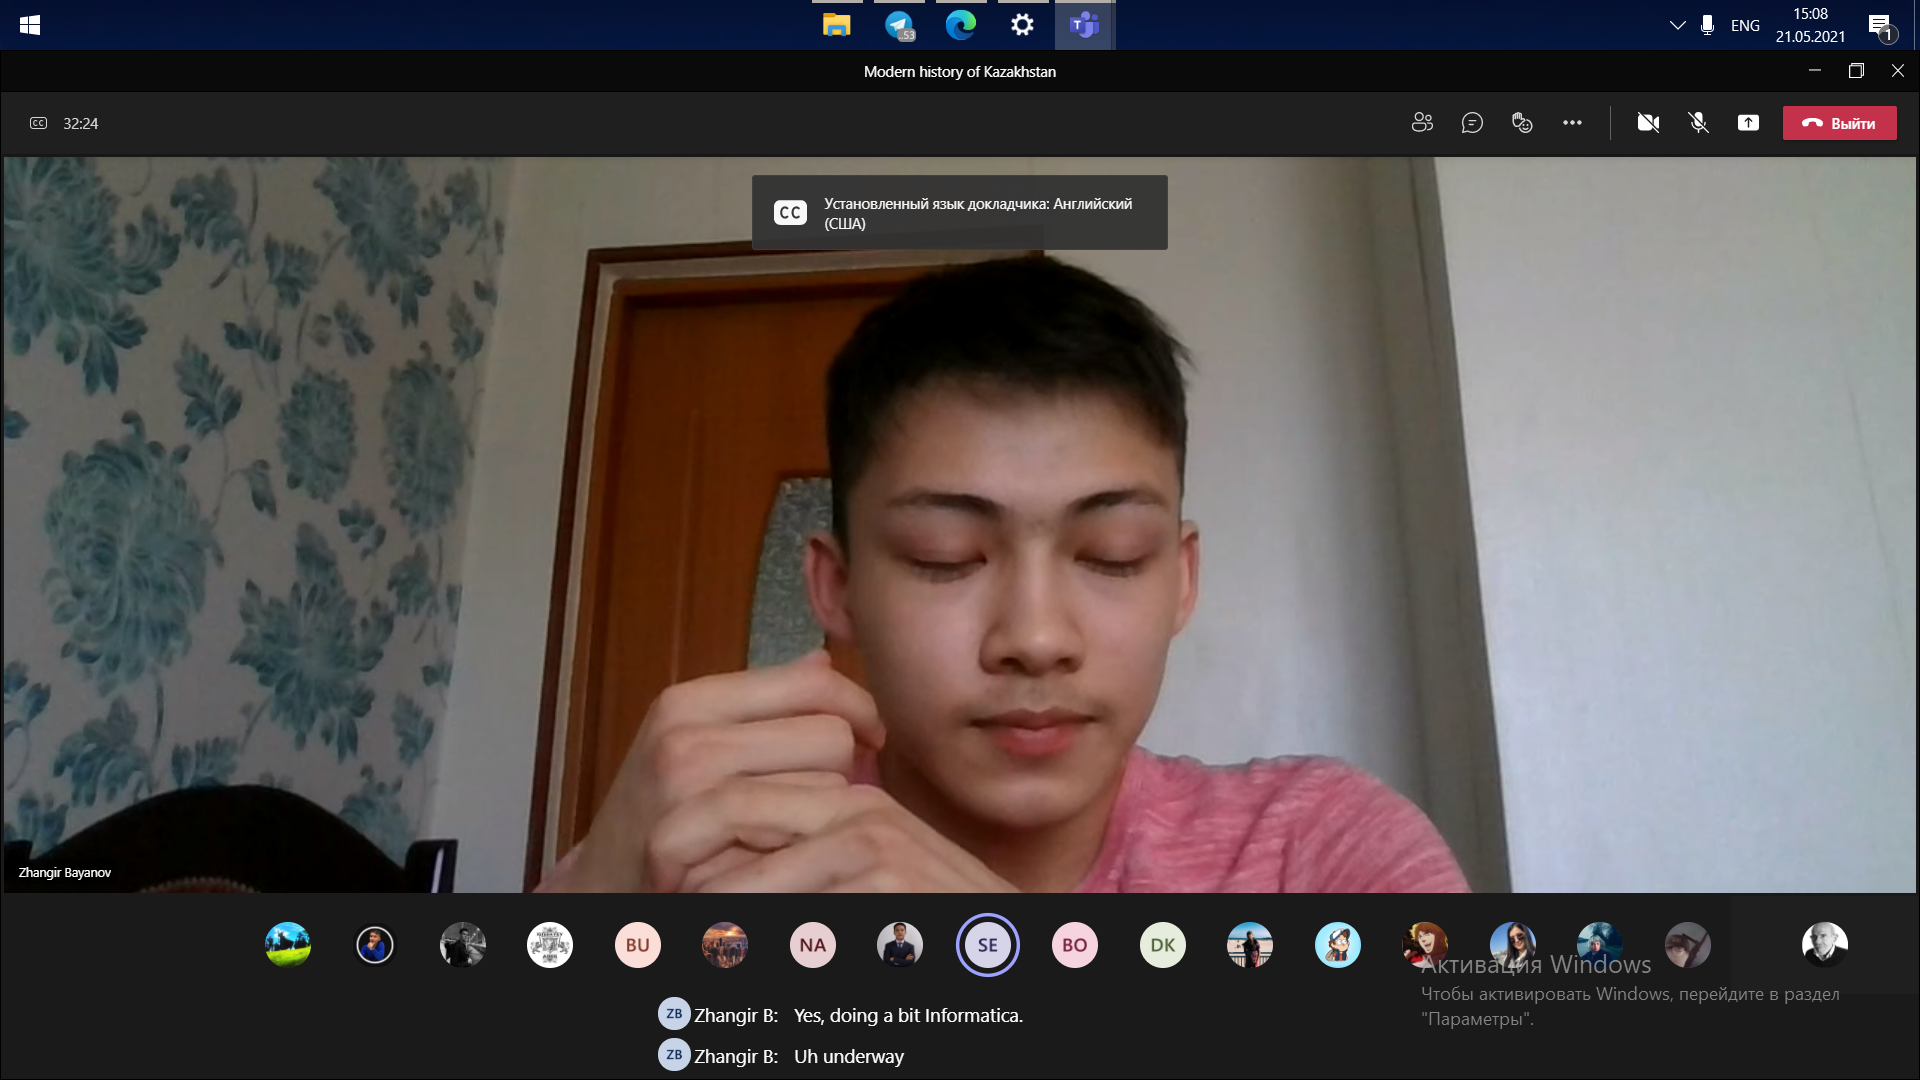 53
ENG
15:08
21.05.2021
1
Modern history of Kazakhstan
CC
32:24
Выйти
CC
Установленный язык докладчика: Английский
(США)
Zhangir Bayanov
BU
NA
SE
BO
DK
Активация Windows
Чтобы активировать Windows, перейдите в раздел
"Параметры".
ZB Zhangir B: Yes, doing a bit Informatica.
ZB Zhangir B: Uh underway